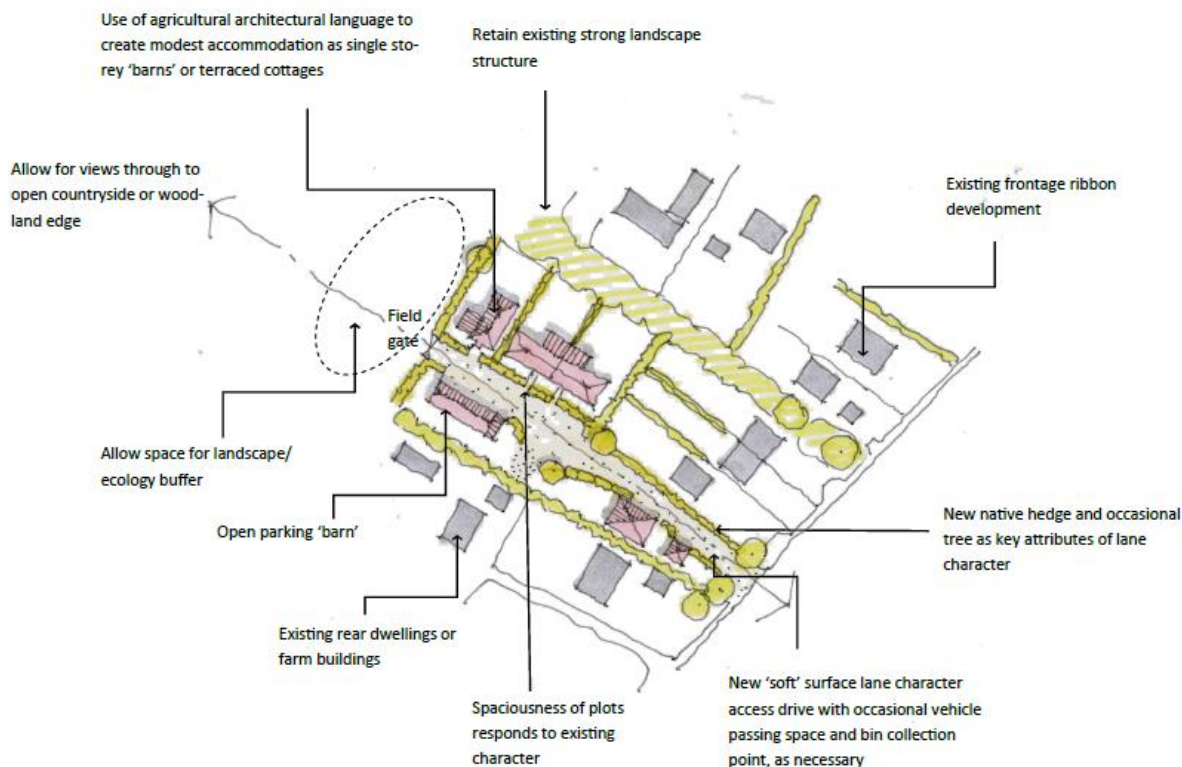 Use of agricultural architectural language to
create modest accommodation as single sto-
rey ‘barns’ or terraced cottages
Retain existing strong landscape
structure
Allow for views through to
open countryside or wood-
land edge
Existing frontage ribbon
development
Field
gate
Allow space for landscape/
ecology buffer
Open parking ‘barn’
New native hedge and occasional
tree as key attributes of lane
character
Existing rear dwellings or
farm buildings
Spaciousness of plots
responds to existing
character
New ‘soft’ surface lane character
access drive with occasional vehicle
passing space and bin collection
point, as necessary